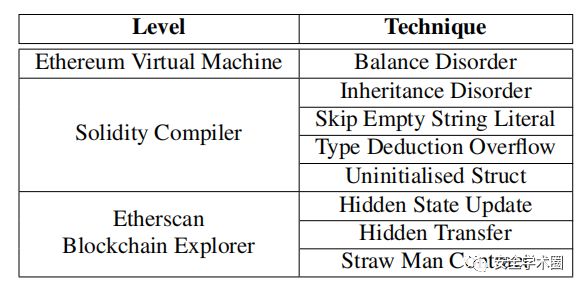 Level Technique
Ethereum Virtual Machine Balance Disorder
Inheritance Disorder
Solidity Compiler Skip Empty String Literal
Type Deduction Overflow
Uninitialised Struct
Etherscan Hidden State Update
Blockchain Explorer Hidden Transfer
Straw Man
安全学术圈